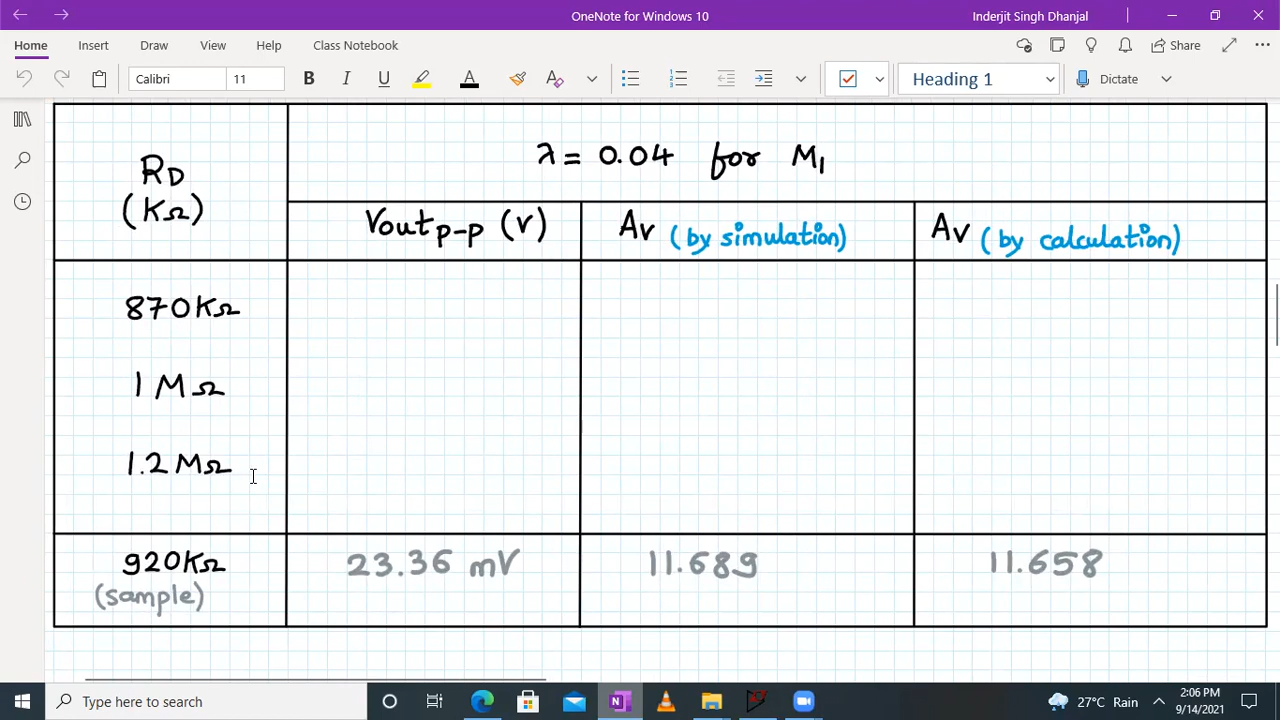 OneNote for Windows 10
Inderjit Singh Dhanjal
Home Insert Draw View Help Class Notebook
Share
Calibri 11 B I U A A Heading 1 Dictate
RD
(KΩ)
λ = 0.04 for M1
Voutp-p (V) Av (by simulation) Av (by calculation)
870KΩ
1 MΩ
1.2 MΩ
920KΩ 23.36 mV 11.689 11.658
(sample)
Type here to search
27°C Rain
2:06 PM
9/14/2021